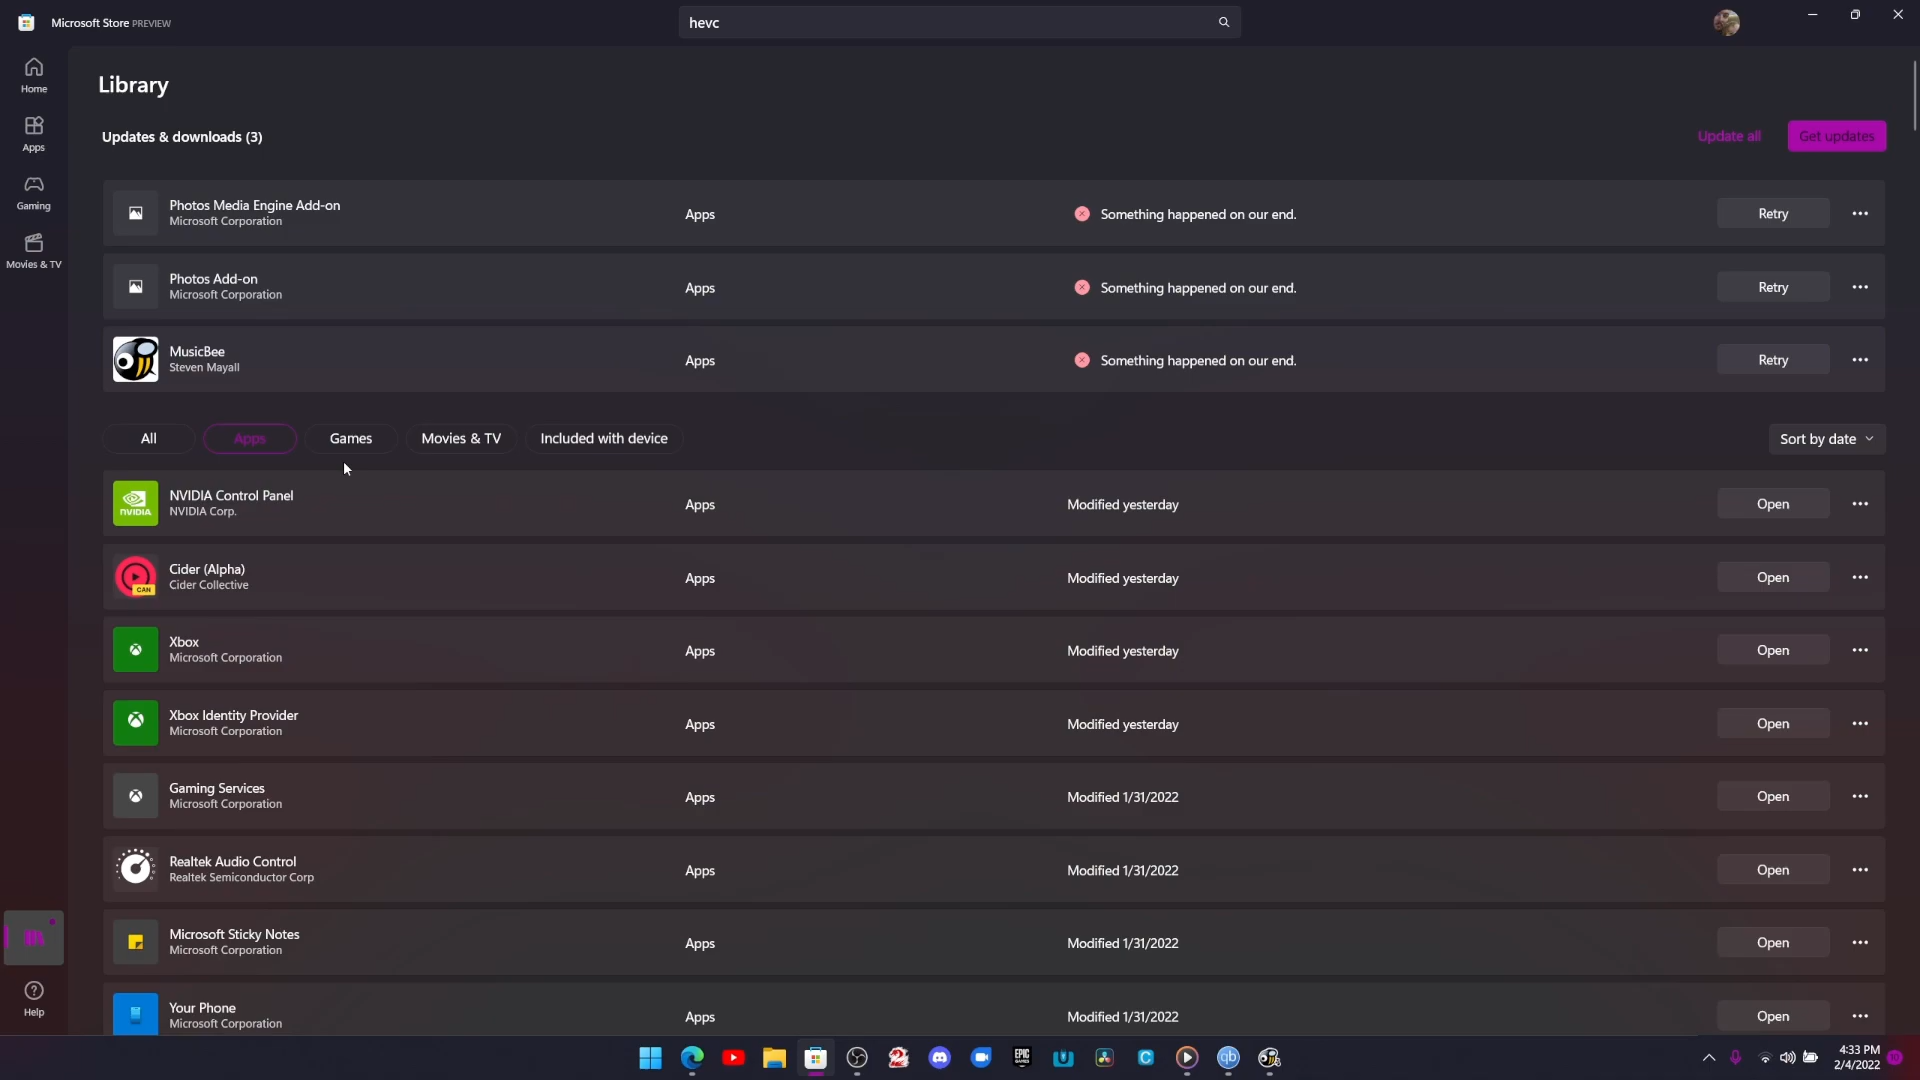 Microsoft Store PREVIEW
hevc
Home
Apps
Gaming
Movies & TV
Help
Library
Updates & downloads (3)
Update all
Get updates
Photos Media Engine Add-on
Microsoft Corporation
Apps
Something happened on our end.
Retry
Photos Add-on
Microsoft Corporation
Apps
Something happened on our end.
Retry
MusicBee
Steven Mayall
Apps
Something happened on our end.
Retry
All
Apps
Games
Movies & TV
Included with device
Sort by date
NVIDIA
NVIDIA Control Panel
NVIDIA Corp.
Apps
Modified yesterday
Open
CAN
Cider (Alpha)
Cider Collective
Apps
Modified yesterday
Open
Xbox
Microsoft Corporation
Apps
Modified yesterday
Open
Xbox Identity Provider
Microsoft Corporation
Apps
Modified yesterday
Open
Gaming Services
Microsoft Corporation
Apps
Modified 1/31/2022
Open
Realtek Audio Control
Realtek Semiconductor Corp
Apps
Modified 1/31/2022
Open
Microsoft Sticky Notes
Microsoft Corporation
Apps
Modified 1/31/2022
Open
Your Phone
Microsoft Corporation
Apps
Modified 1/31/2022
Open
EPIC
GAMES
C
qb
4:33 PM
2/4/2022